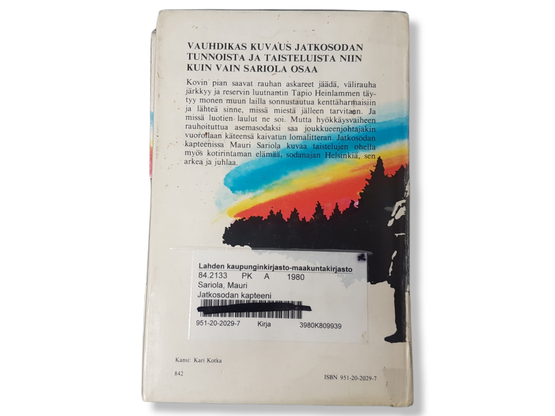 VAUHDIKAS KUVAUS JATKOSODAN
TUNNOISTA JA TAISTELUISTA NIIN
KUIN VAIN SARIOLA OSAA
Kovin pian saavat rauhan askareet jäädä, välirauha
järkkyy ja reservin luutnantin Tapio Heinlammen täy-
tyy monen muun lailla sonnustautua kenttäharmaisin
ja lähteä sinne, missä miestä jälleen tarvitaan. Ja
missä luotien laulut ne soi. Mutta hyökkäysvaiheen
rauhoituttua asemasodaksi saa joukkueenjohtajakin
vuorollaan käteensä kaivatun lomalitteran. Jatkosodan
kapteenissa Mauri Sariola kuvaa taistelujen ohella
myös kotirintaman elämää, sodanajan Helsinkiä, sen
arkea ja juhlaa.
Lahden kaupunginkirjasto-maakuntakirjasto
84.2133 PK A 1980
Sariola, Mauri
Jatkosodan kapteeni
951-20-2029-7 Kirja 3980K809939
Kansi: Kari Kotka
842 ISBN 951-20-2029-7